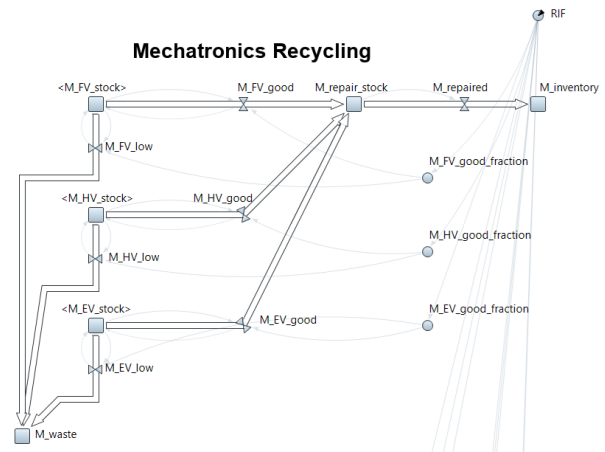 RIF
Mechatronics Recycling
<M_FV_stock>
M_FV_good
M_repair_stock
M_repaired
M_inventory
M_FV_low
M_FV_good_fraction
<M_HV_stock>
M_HV_good
M_HV_good_fraction
M_HV_low
<M_EV_stock>
M_EV_good
M_EV_good_fraction
M_EV_low
M_waste